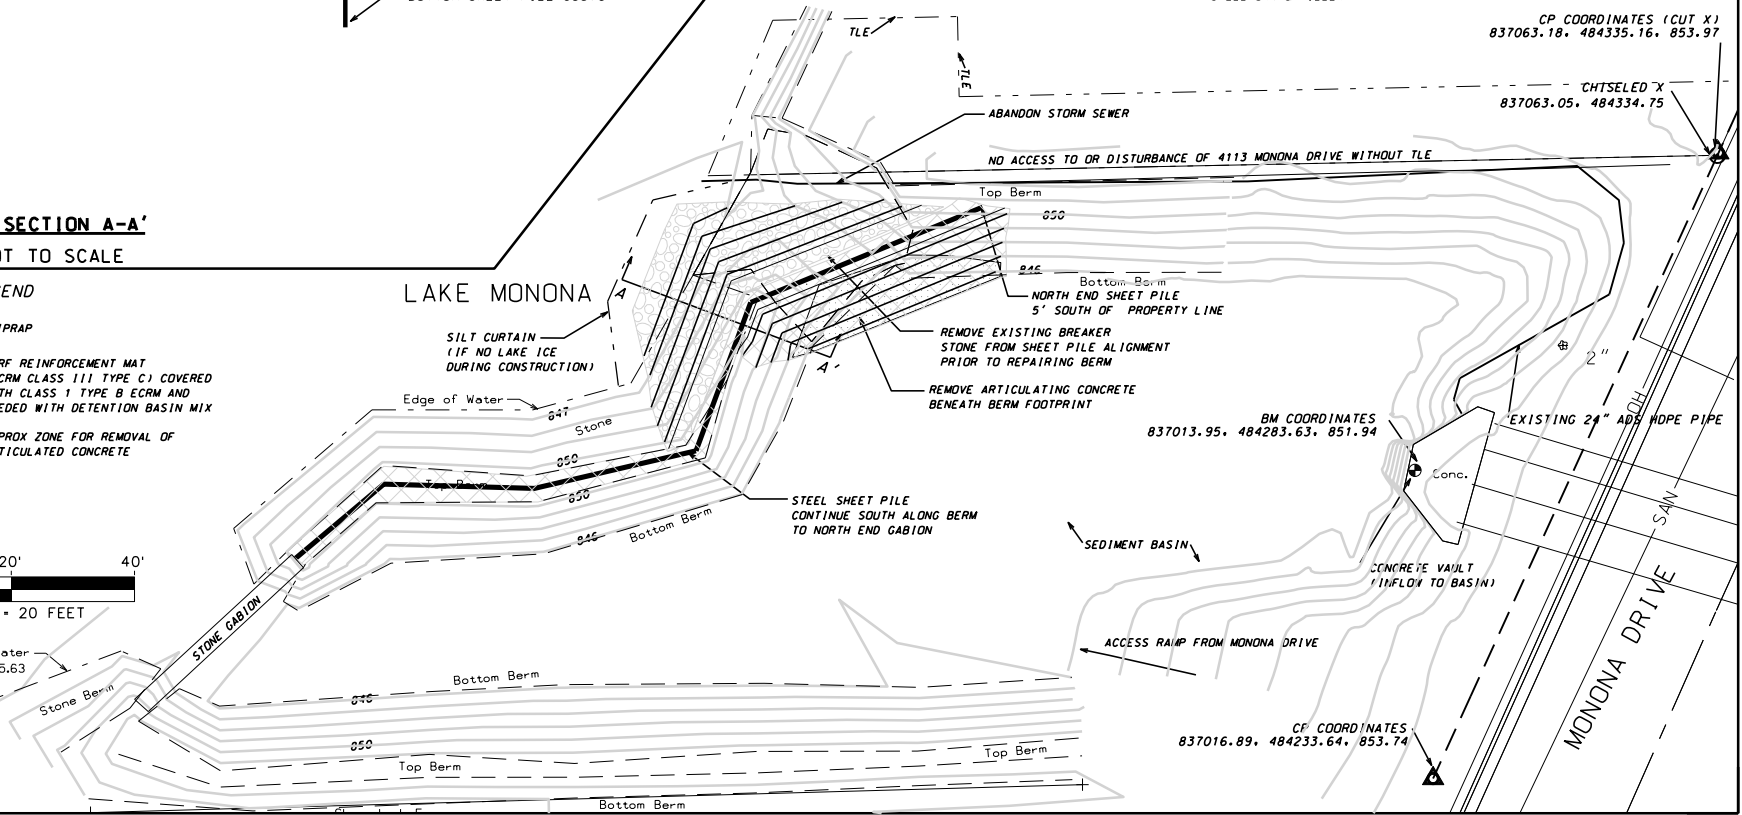 TLE
TLE
CP COORDINATES (CUT X)
837063.18, 484335.16, 853.97
CHISELED X
837063.05, 484334.75
ABANDON STORM SEWER
NO ACCESS TO OR DISTURBANCE OF 4113 MONONA DRIVE WITHOUT TLE
Top Berm
850
SECTION A-A'
OT TO SCALE
END
IPRAP
RF REINFORCEMENT MAT
CRM CLASS III TYPE C) COVERED
TH CLASS 1 TYPE B ECRM AND
EDED WITH DETENTION BASIN MIX
PROX ZONE FOR REMOVAL OF
TICULATED CONCRETE
LAKE MONONA
A
846
Bottom Berm
NORTH END SHEET PILE
5' SOUTH OF PROPERTY LINE
SILT CURTAIN
(IF NO LAKE ICE
DURING CONSTRUCTION)
REMOVE EXISTING BREAKER
STONE FROM SHEET PILE ALIGNMENT
PRIOR TO REPAIRING BERM
A'
REMOVE ARTICULATING CONCRETE
BENEATH BERM FOOTPRINT
2"
OH
Edge of Water
847
Stone
BM COORDINATES
837013.95, 484283.63, 851.94
EXISTING 24" ADS HDPE PIPE
Conc.
850
Top Berm
850
STEEL SHEET PILE
CONTINUE SOUTH ALONG BERM
TO NORTH END GABION
SAN
846
Bottom Berm
SEDIMENT BASIN
CONCRETE VAULT
(INFLOW TO BASIN)
20'
40'
= 20 FEET
STONE GABION
MONONA DRIVE
ACCESS RAMP FROM MONONA DRIVE
ater
5.63
Stone Berm
Bottom Berm
846
850
CP COORDINATES
837016.89, 484233.64, 853.74
Top Berm
Top Berm
Bottom Berm